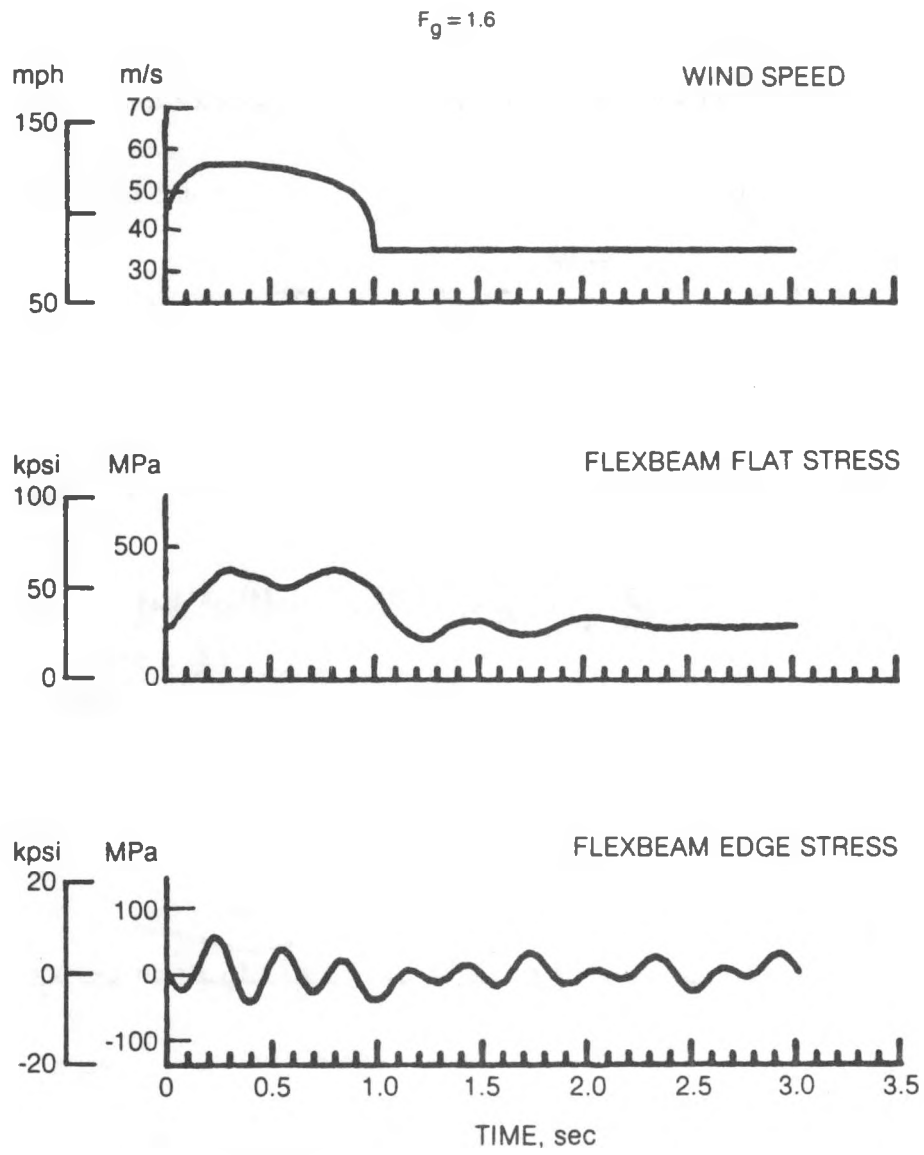 F_g = 1.6
mph m/s WIND SPEED
150 70
60
50
40
30
50
kpsi MPa FLEXBEAM FLAT STRESS
100
500
50
0 0
kpsi MPa FLEXBEAM EDGE STRESS
20
100
0 0
-100
-20
0 0.5 1.0 1.5 2.0 2.5 3.0 3.5
TIME, sec